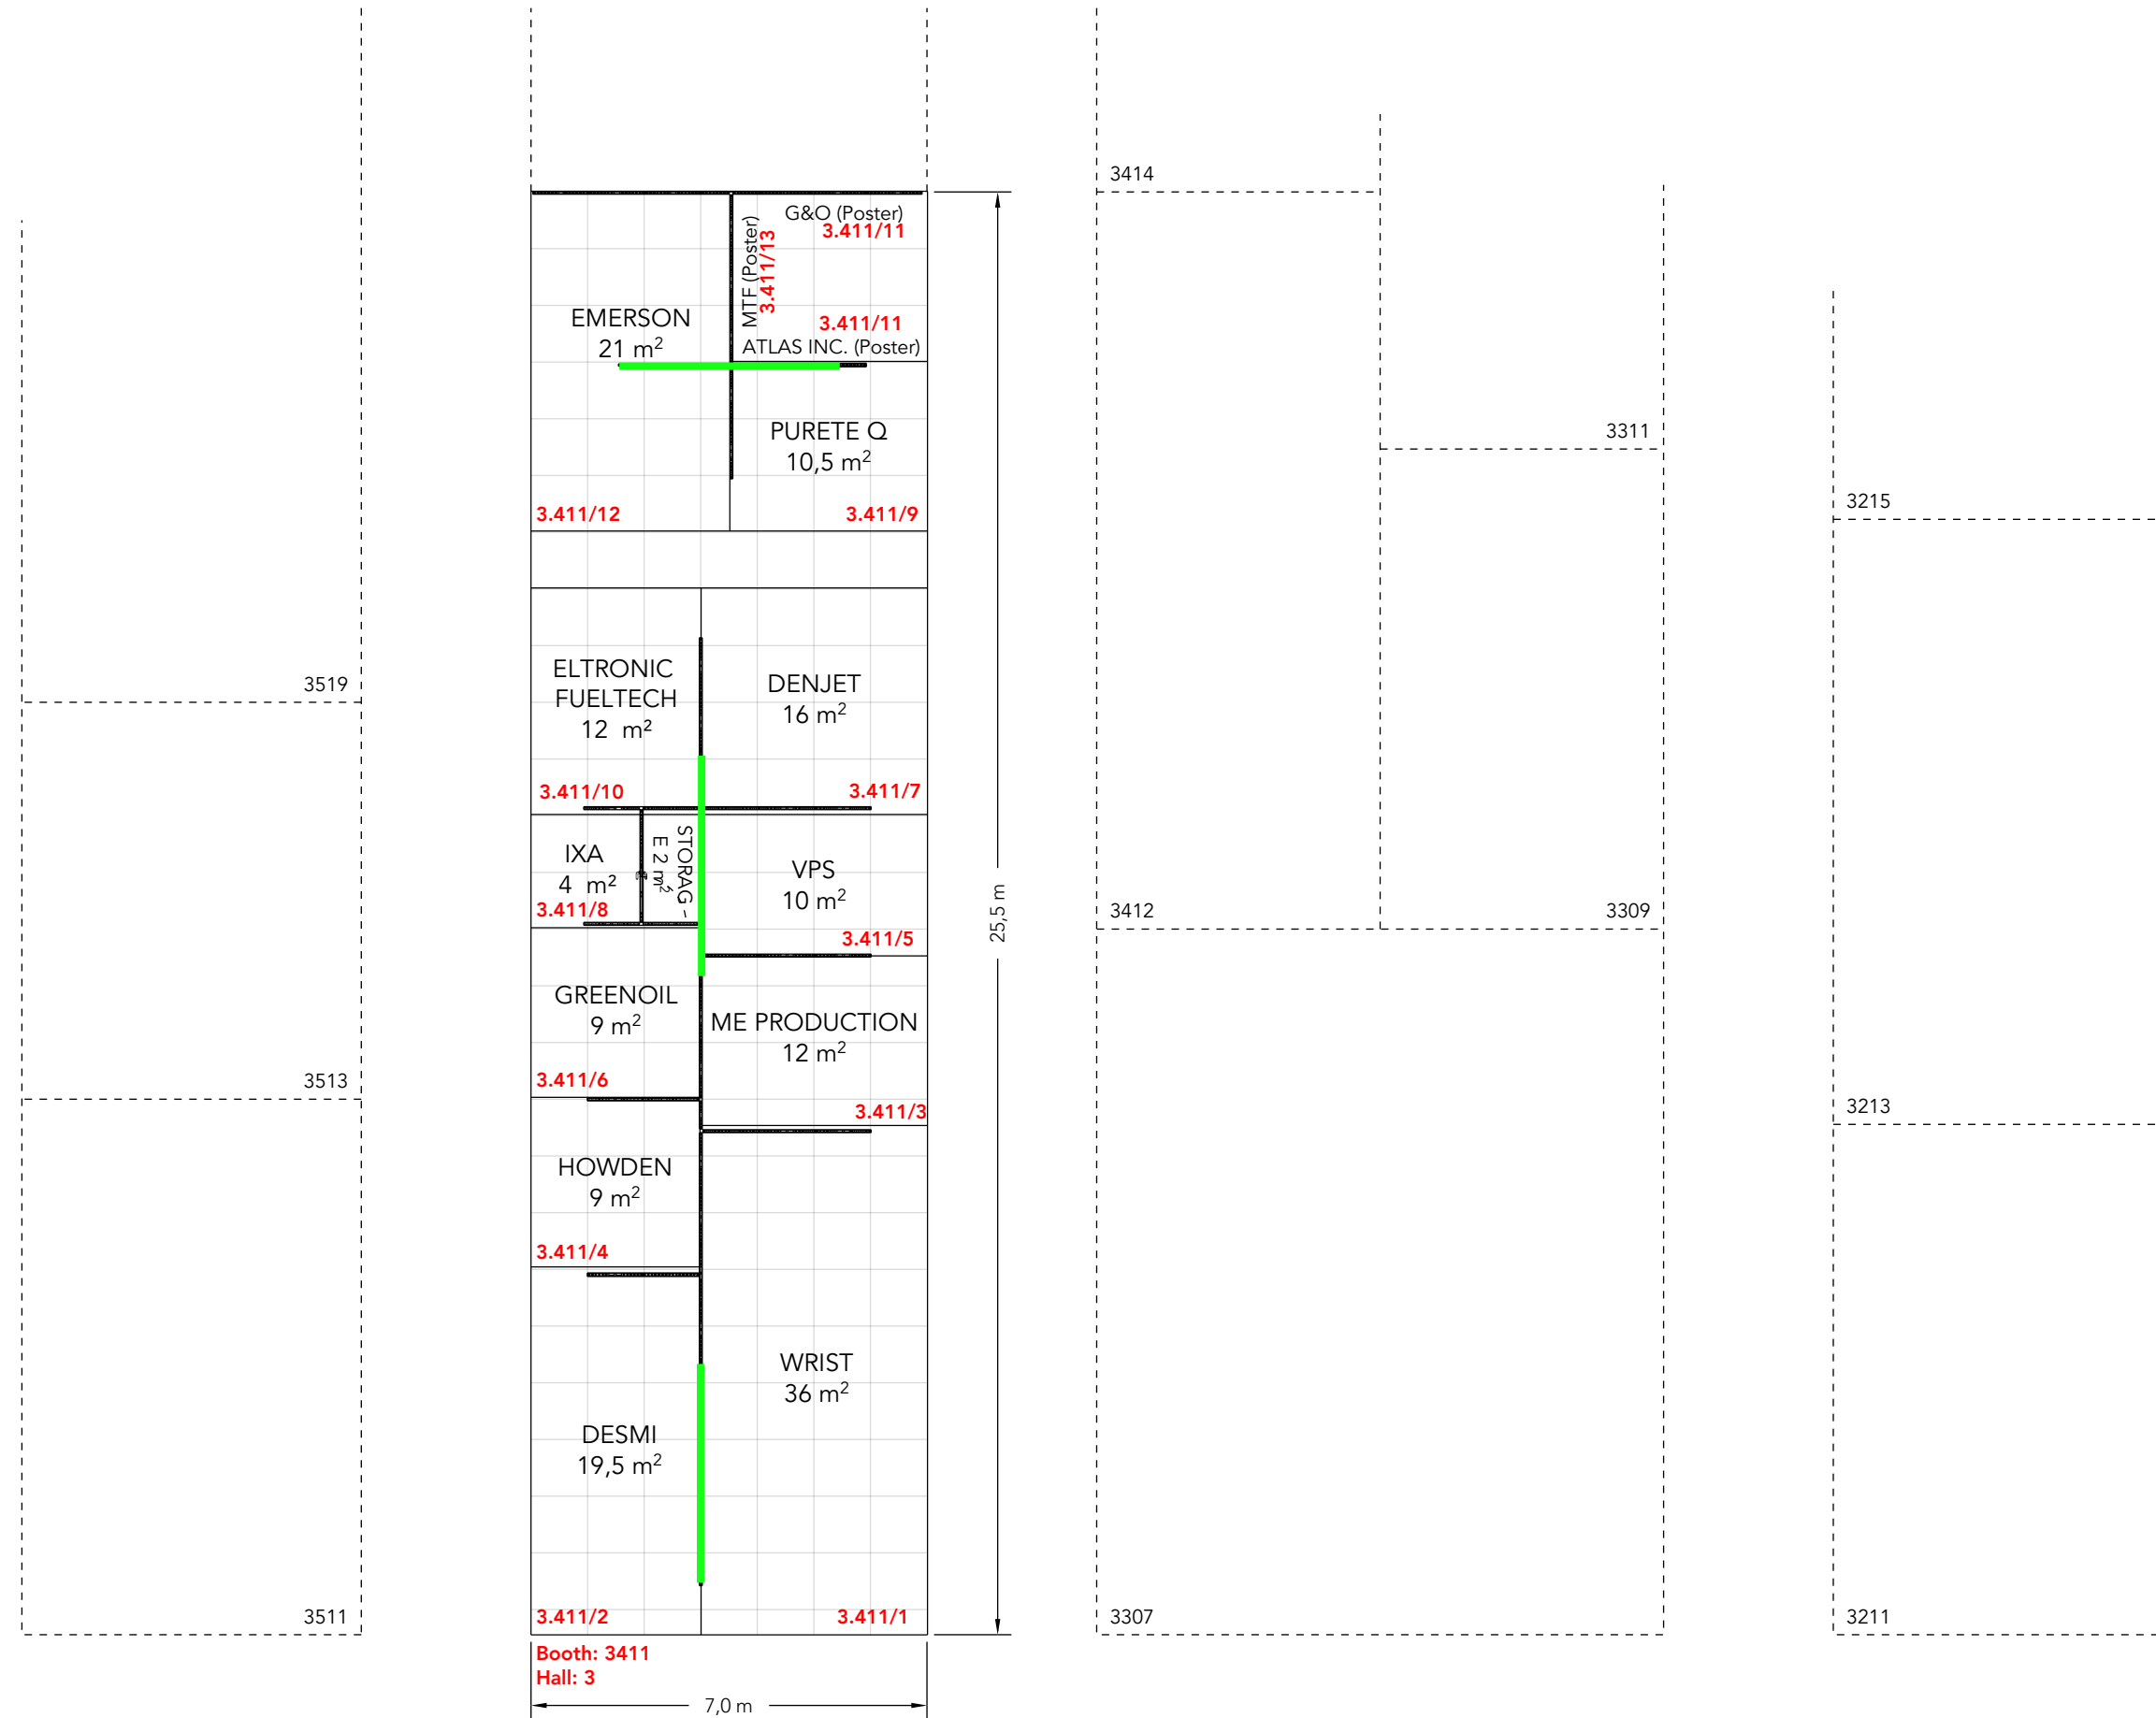 3414
G&O (Poster)
3.411/11
MTF (Poster)
3.411/13
EMERSON
21 m²
3.411/11
ATLAS INC. (Poster)
PURETE Q
10,5 m²
3311
3.411/12
3.411/9
3215
ELTRONIC
FUELTECH
12 m²
DENJET
16 m²
3519
3.411/10
3.411/7
IXA
4 m²
3.411/8
STORAG -
E 2 m²
VPS
10 m²
3.411/5
25,5 m
3412
3309
GREENOIL
9 m²
ME PRODUCTION
12 m²
3513
3.411/6
3.411/3
3213
HOWDEN
9 m²
3.411/4
WRIST
36 m²
DESMI
19,5 m²
3511
3.411/2
3.411/1
3307
3211
Booth: 3411
Hall: 3
7,0 m